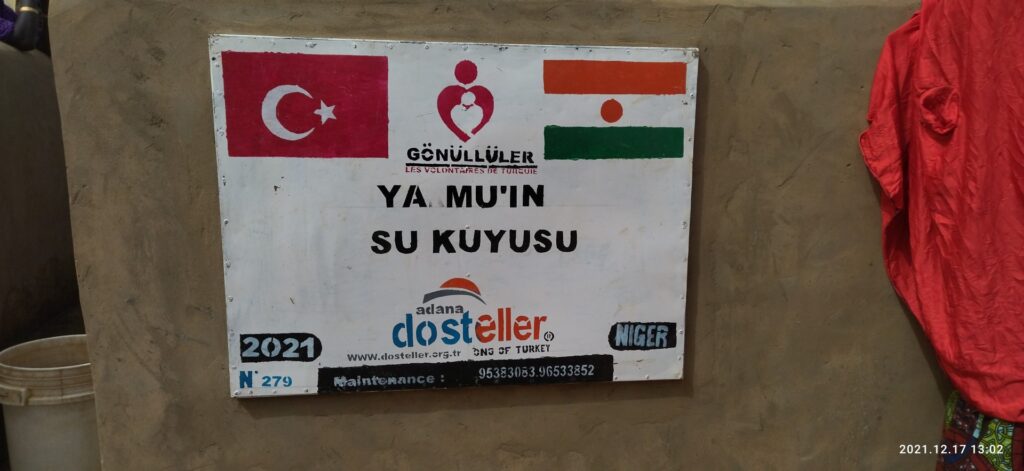 GÖNÜLLÜLER
LES VOLONTAIRES DE TURQUIE
YA MU'IN
SU KUYUSU
adana
dosteller
www.dosteller.org.tr ONG OF TURKEY
2021
NIGER
N° 279
Maintenance : 95383083.96533852
2021.12.17 13:02